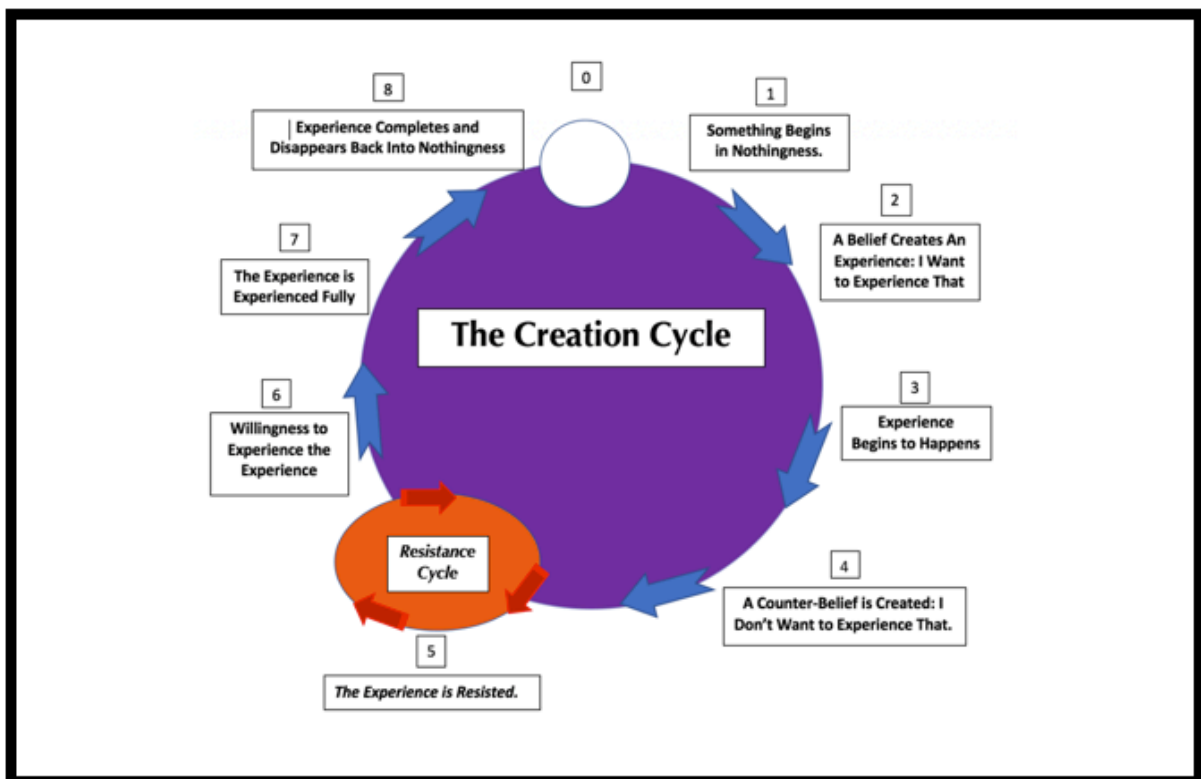 0
1
Something Begins
in Nothingness.
2
A Belief Creates An
Experience: I Want
to Experience That
3
Experience
Begins to Happens
4
A Counter-Belief is Created: I
Don't Want to Experience That.
5
The Experience is Resisted.
Resistance
Cycle
6
Willingness to
Experience the
Experience
7
The Experience is
Experienced Fully
8
Experience Completes and
Disappears Back Into Nothingness
The Creation Cycle